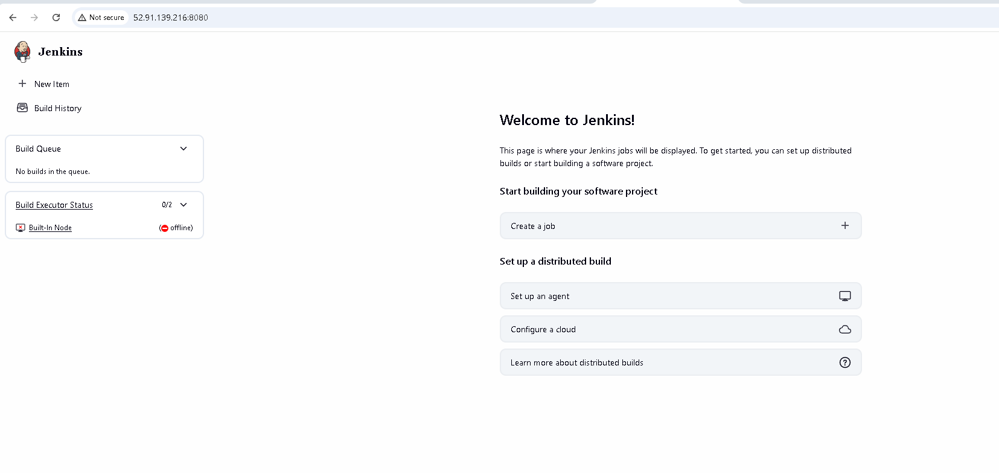 Not secure 52.91.139.216:8080
Jenkins
New Item
Build History
Build Queue
No builds in the queue.
Build Executor Status 0/2
Built-In Node (offline)
Welcome to Jenkins!
This page is where your Jenkins jobs will be displayed. To get started, you can set up distributed
builds or start building a software project.
Start building your software project
Create a job
Set up a distributed build
Set up an agent
Configure a cloud
Learn more about distributed builds